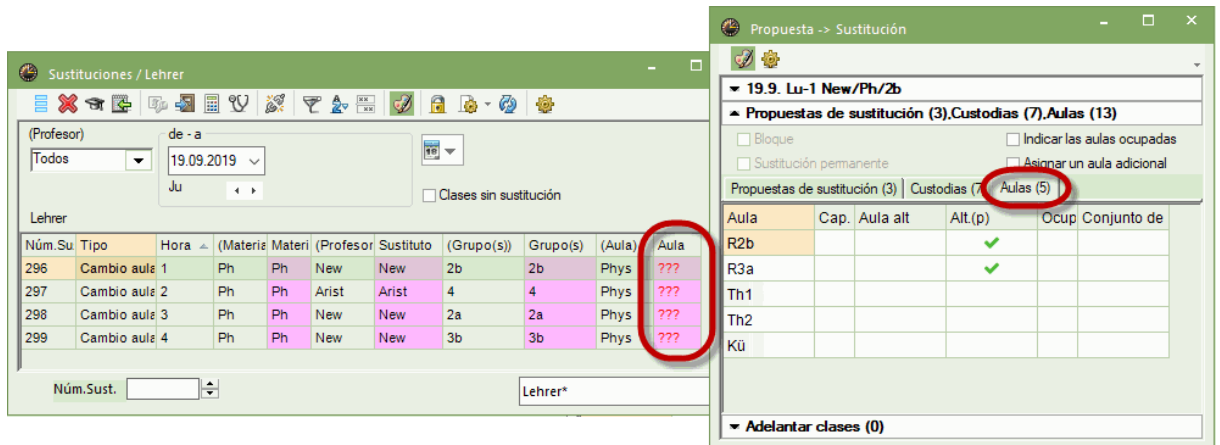 Sustituciones / Lehrer
(Profesor)
de - a
Todos
19.09.2019
18
Ju
Clases sin sustitución
Lehrer
Núm.Su Tipo Hora (Materia Materi (Profesor Sustituto (Grupo(s)) Grupo(s) (Aula) Aula
296 Cambio aula 1 Ph Ph New New 2b 2b Phys ???
297 Cambio aula 2 Ph Ph Arist Arist 4 4 Phys ???
298 Cambio aula 3 Ph Ph New New 2a 2a Phys ???
299 Cambio aula 4 Ph Ph New New 3b 3b Phys ???
Núm.Sust.
Lehrer*
Propuesta -> Sustitución
19.9. Lu-1 New/Ph/2b
Propuestas de sustitución (3),Custodias (7),Aulas (13)
Bloque
Indicar las aulas ocupadas
Sustitución permanente
Asignar un aula adicional
Propuestas de sustitución (3) Custodias (7 Aulas (5)
Aula Cap. Aula alt Alt.(p) Ocup Conjunto de
R2b
R3a
Th1
Th2
Kü
Adelantar clases (0)